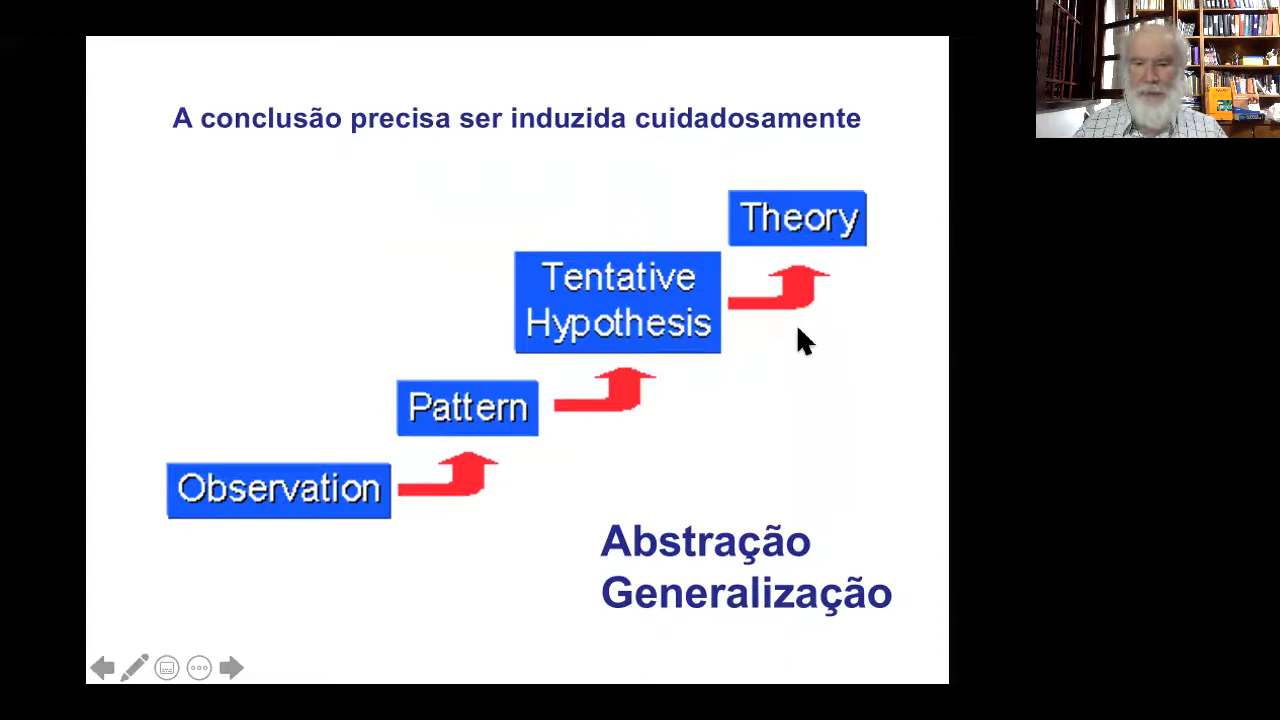 A conclusão precisa ser induzida cuidadosamente
Theory
Tentative
Hypothesis
Pattern
Observation
Abstração
Generalização